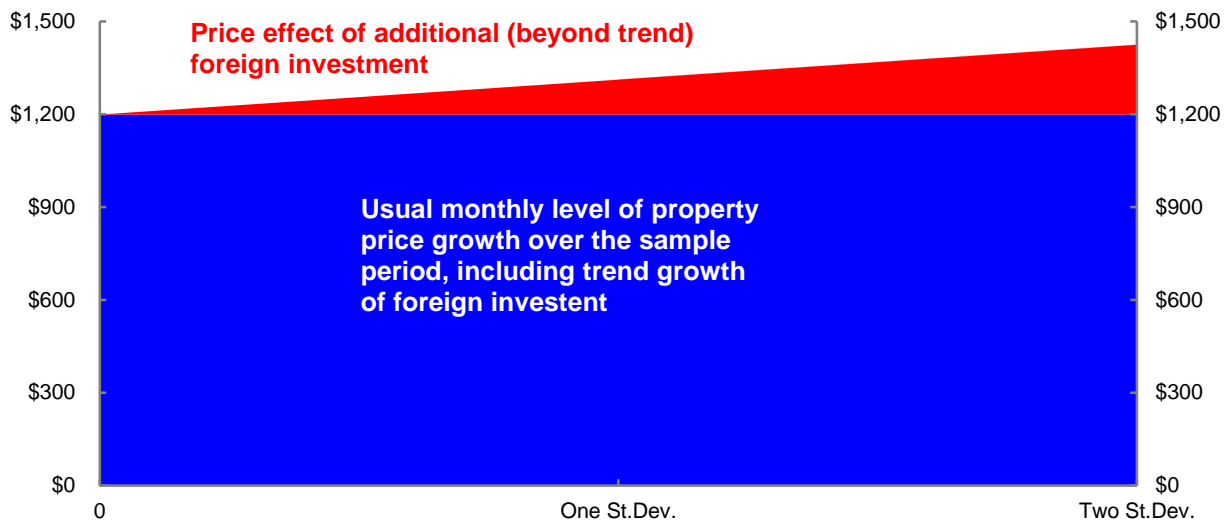 $1,500
$1,500
Price effect of additional (beyond trend)
foreign investment
$1,200
$1,200
$900
$900
Usual monthly level of property
price growth over the sample
period, including trend growth
of foreign investent
$600
$600
$300
$300
$0
$0
0
One St.Dev.
Two St.Dev.